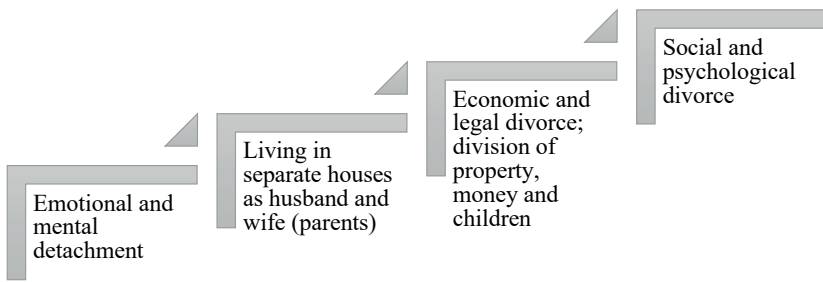 Emotional and
mental
detachment
Living in
separate houses
as husband and
wife (parents)
Economic and
legal divorce;
division of
property,
money and
children
Social and
psychological
divorce